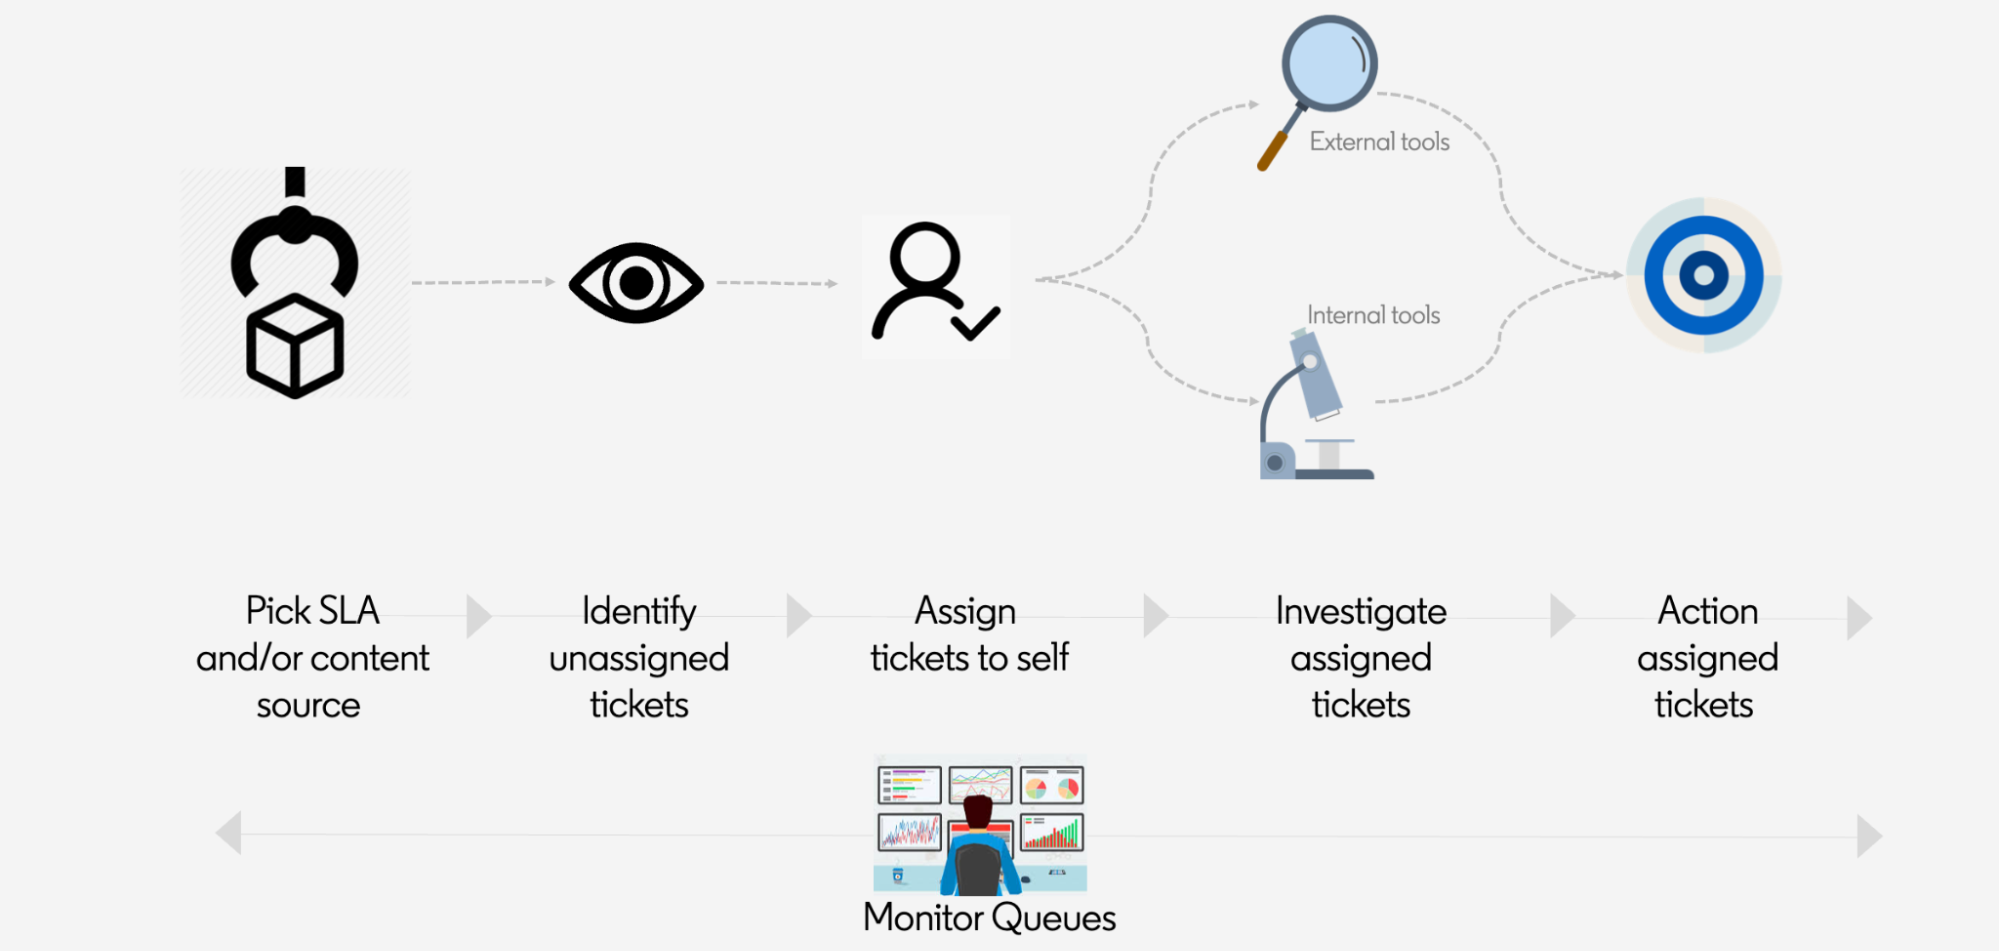 External tools
Internal tools
Pick SLA
and/or content
source
Identify
unassigned
tickets
Assign
tickets to self
Investigate
assigned
tickets
Action
assigned
tickets
Monitor Queues